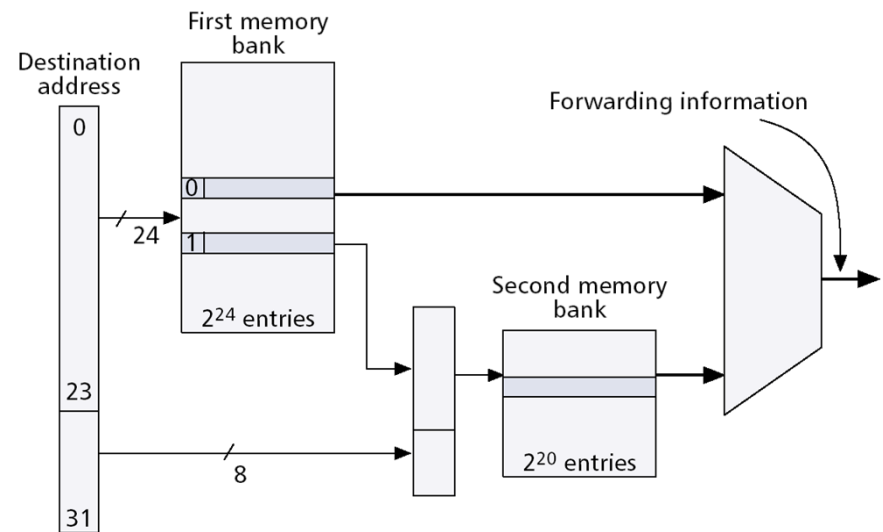 First memory
bank
Destination
address
Forwarding information
0
0
24
1
Second memory
bank
2²⁴ entries
23
8
2²⁰ entries
31